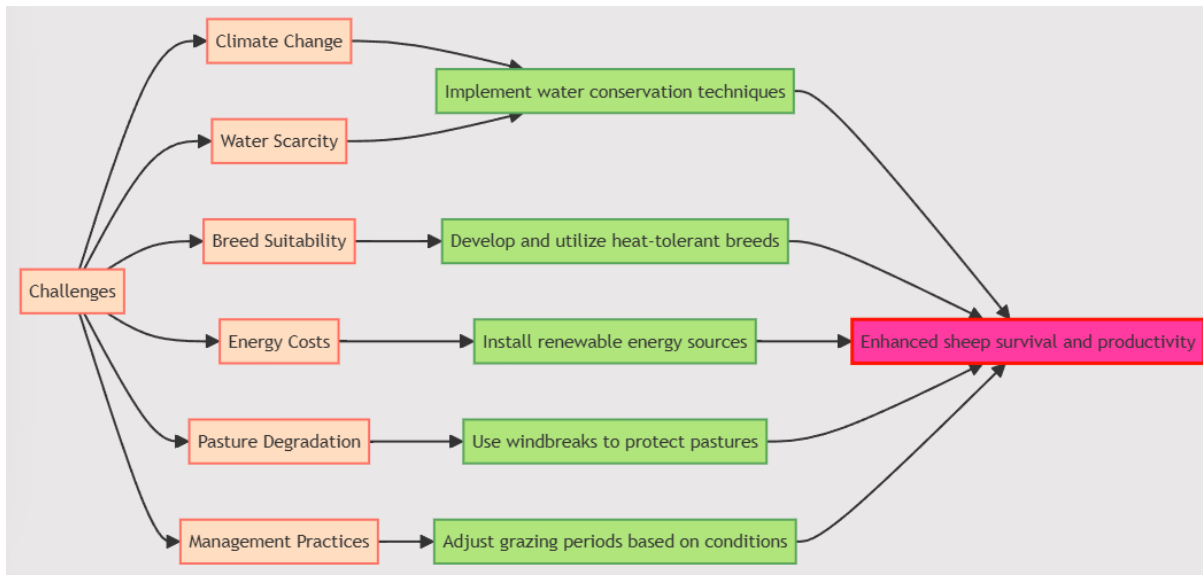 Climate Change
Implement water conservation techniques
Water Scarcity
Breed Suitability
Develop and utilize heat-tolerant breeds
Challenges
Energy Costs
Install renewable energy sources
Enhanced sheep survival and productivity
Pasture Degradation
Use windbreaks to protect pastures
Management Practices
Adjust grazing periods based on conditions